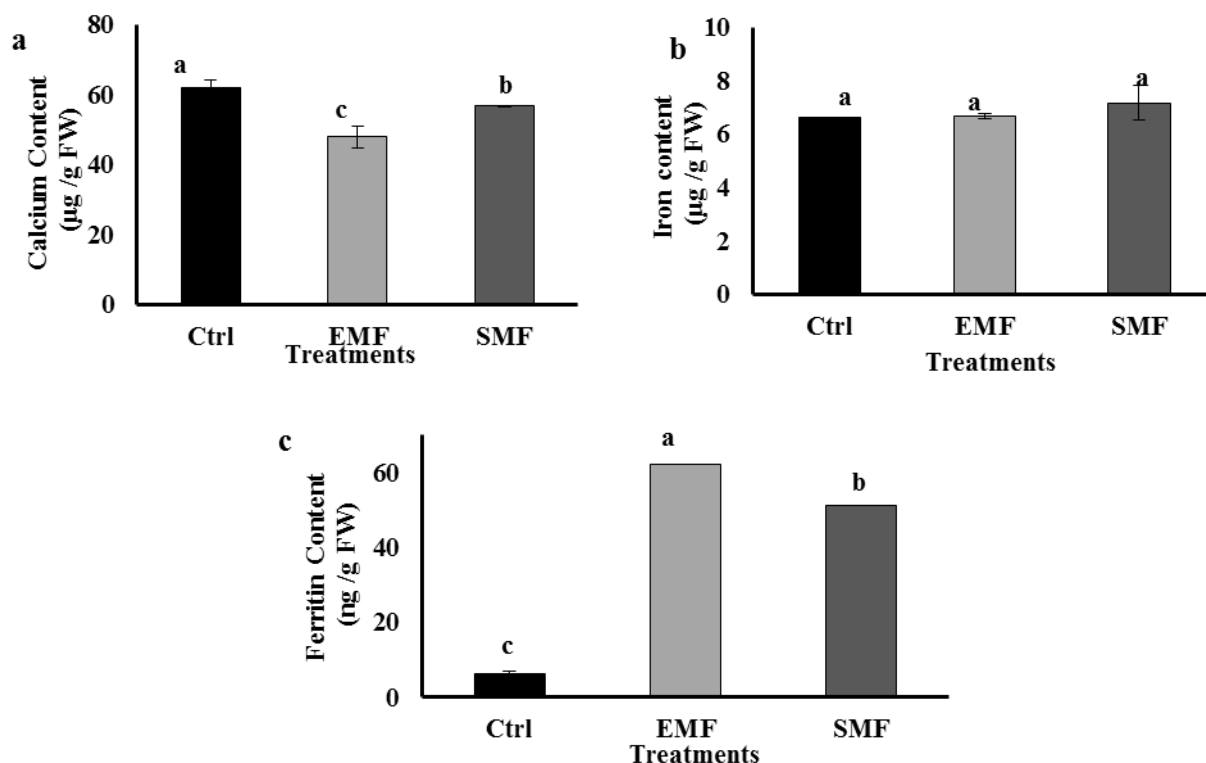 a
Calcium Content
(µg /g FW)
80
60
40
20
0
a
c
b
Ctrl
EMF
SMF
Treatments
b
Iron content
(µg /g FW)
10
8
6
4
2
0
a
a
a
Ctrl
EMF
SMF
Treatments
c
Ferritin Content
(ng /g FW)
60
40
20
0
c
a
b
Ctrl
EMF
SMF
Treatments